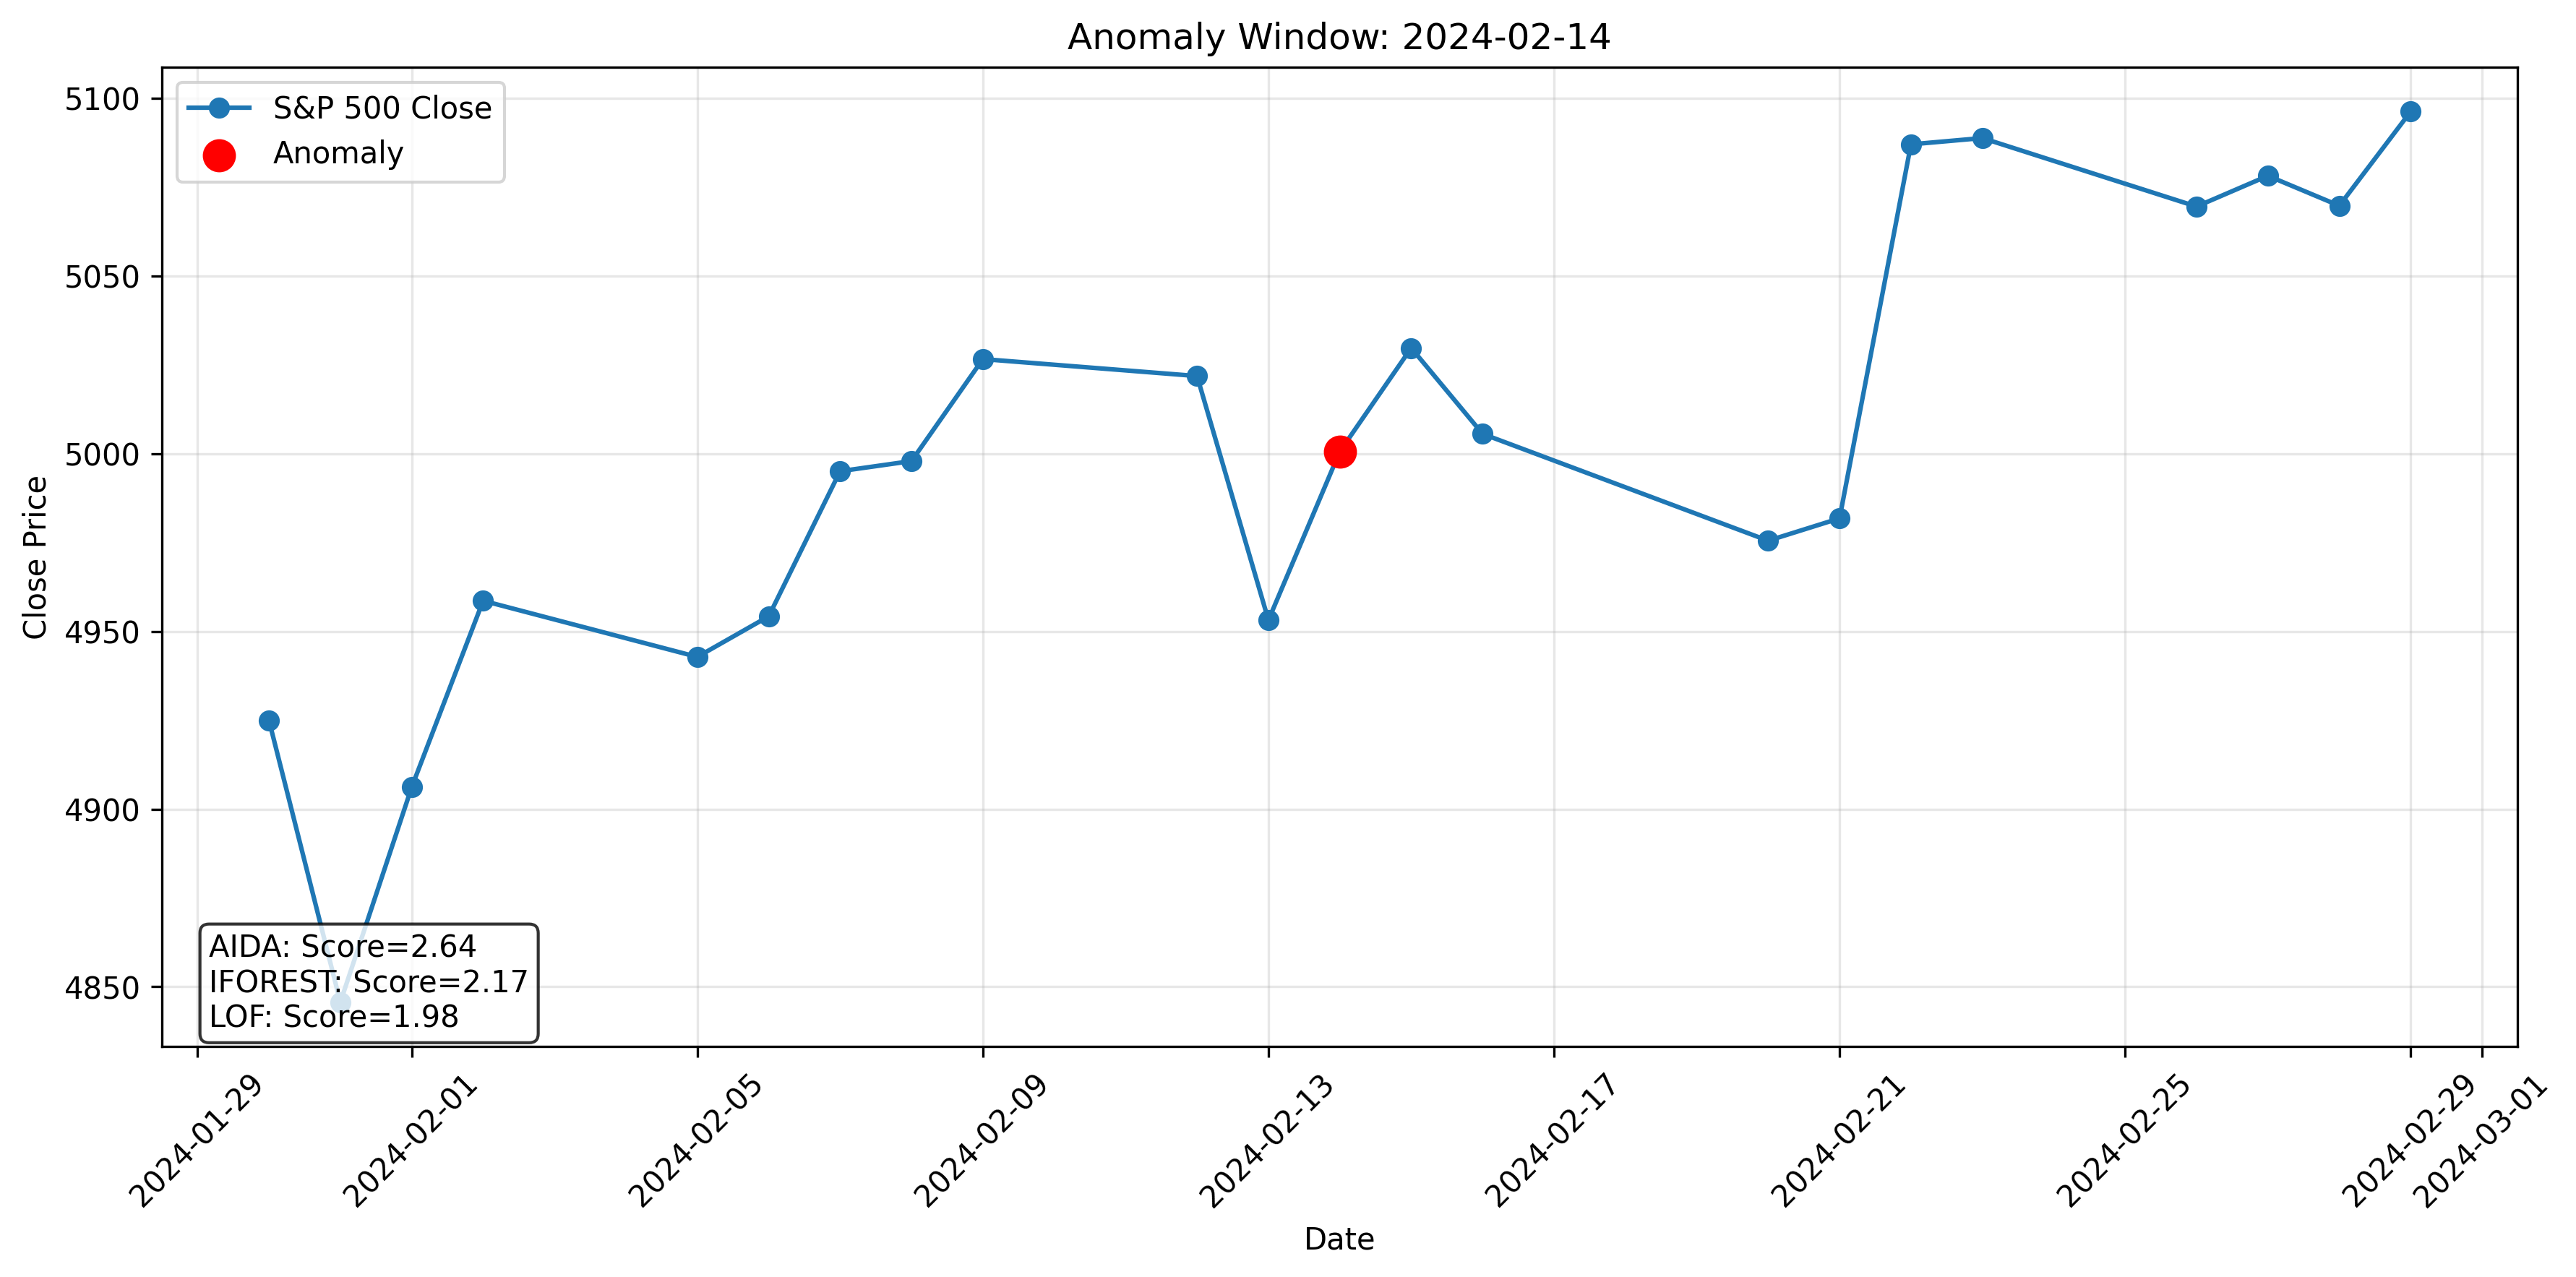 Anomaly Window: 2024-02-14
S&P 500 Close
Anomaly
5100
5050
5000
4950
4900
4850
Close Price
AIDA: Score=2.64
IFOREST: Score=2.17
LOF: Score=1.98
2024-01-29
2024-02-01
2024-02-05
2024-02-09
2024-02-13
2024-02-17
2024-02-21
2024-02-25
2024-02-29
2024-03-01
Date